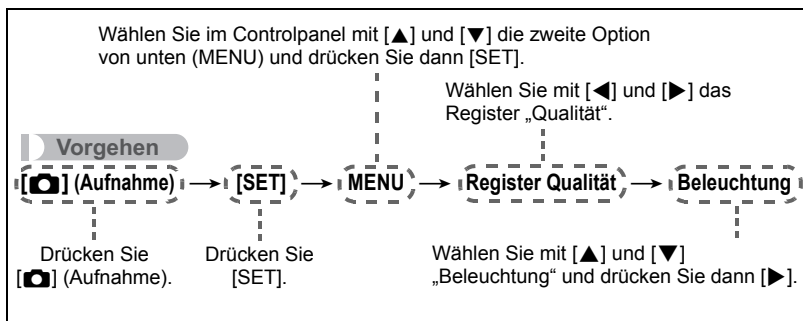 Wählen Sie im Controlpanel mit [▲] und [▼] die zweite Option
von unten (MENU) und drücken Sie dann [SET].
Wählen Sie mit [◀] und [▶] das
Register „Qualität“.
Vorgehen
[📷] (Aufnahme) → [SET] → MENU → Register Qualität → Beleuchtung
Drücken Sie
[📷] (Aufnahme).
Drücken Sie
[SET].
Wählen Sie mit [▲] und [▼]
„Beleuchtung“ und drücken Sie dann [▶].